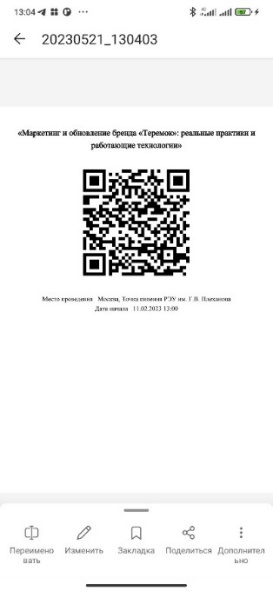 13:04
20230521_130403
«Маркетинг и обновление бренда «Теремок»: реальные практики и
работающие технологии»
Место проведения Москва, Точка кипения РЭУ им. Г.В. Плеханова
Дата начала 11.02.2023 13:00
Переимено
вать
Изменить
Закладка
Поделиться
Дополнител
ьно